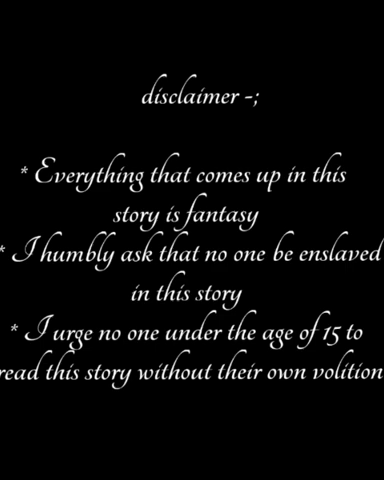 disclaimer -;
* Everything that comes up in this
story is fantasy
* I humbly ask that no one be enslaved
in this story
* I urge no one under the age of 15 to
read this story without their own volition